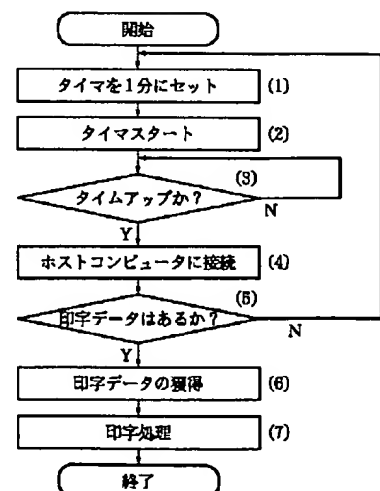 開始
タイマを1分にセット (1)
タイマスタート (2)
(3)
タイムアップか?
N
Y
ホストコンピュータに接続 (4)
(5)
印字データはあるか?
N
Y
印字データの獲得 (6)
印字処理 (7)
終了